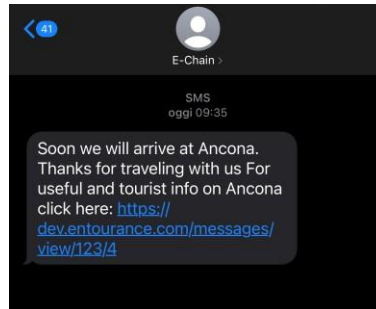 41
E-Chain >
SMS
oggi 09:35
Soon we will arrive at Ancona.
Thanks for traveling with us For
useful and tourist info on Ancona
click here: https://
dev.entourance.com/messages/
view/123/4